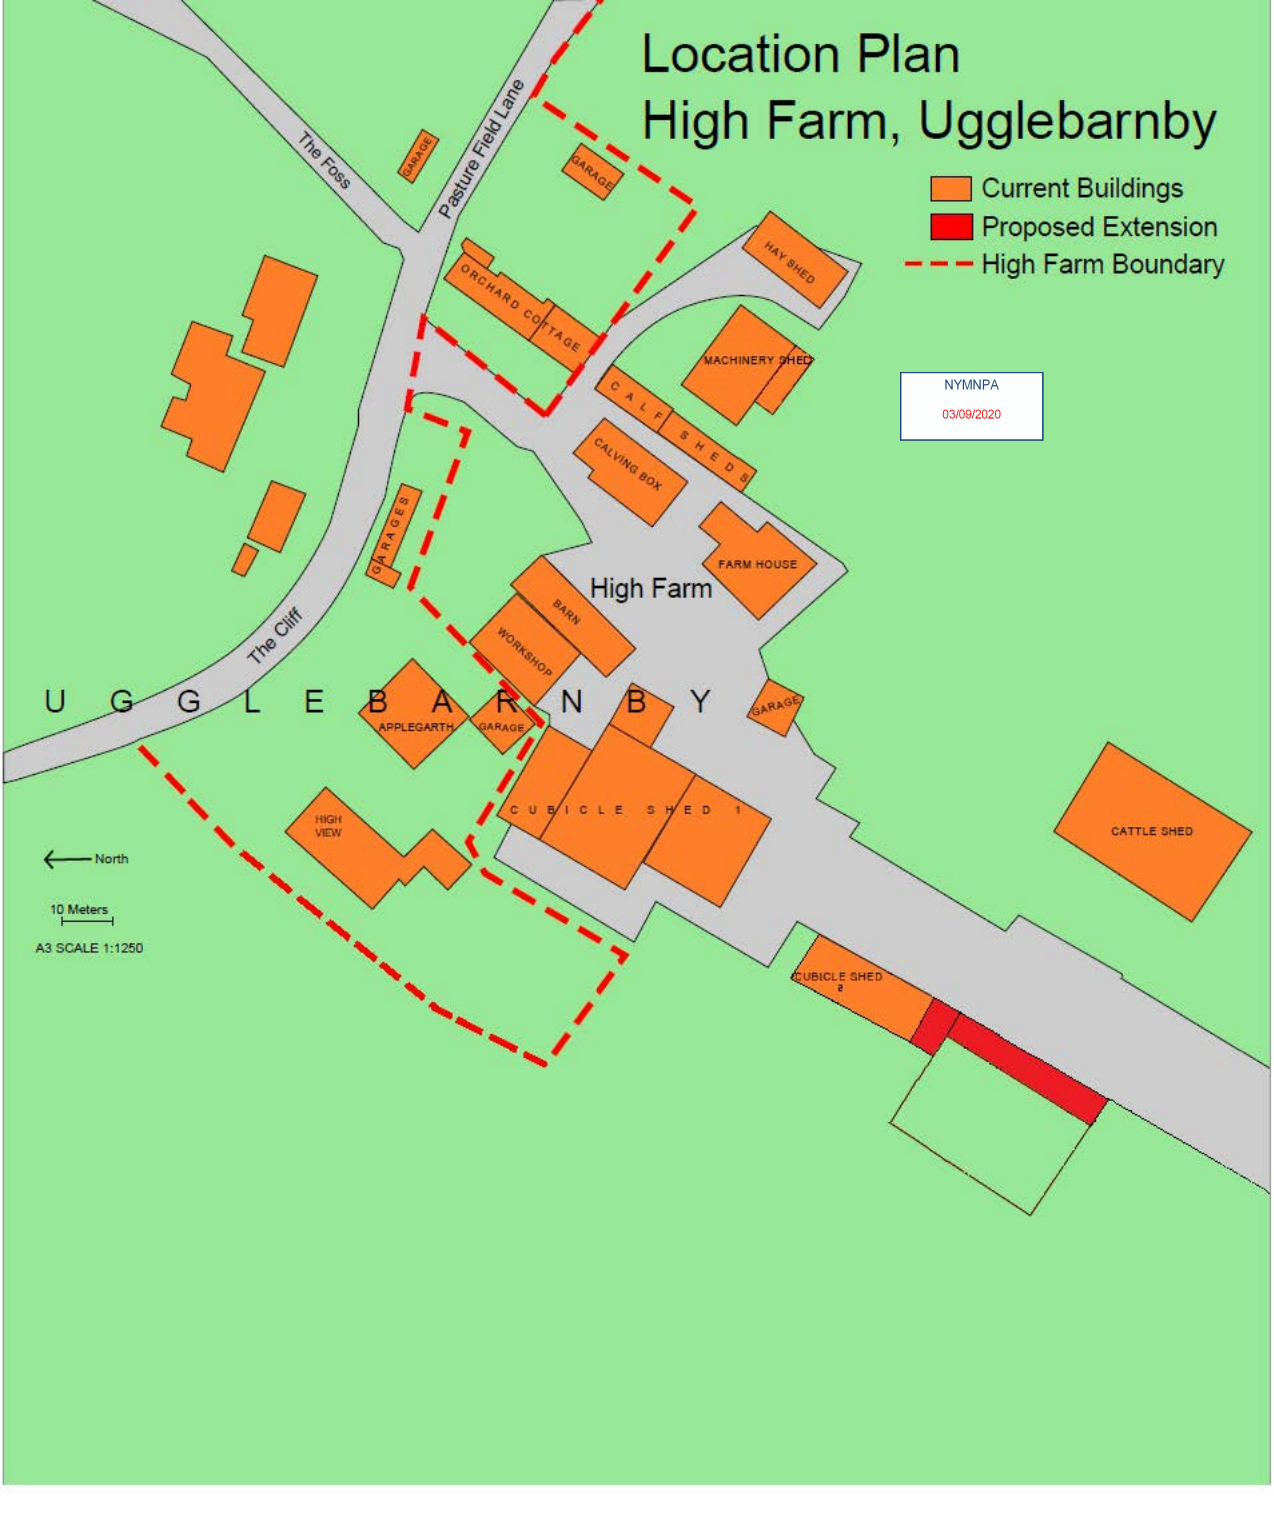 Location Plan
High Farm, Ugglebarnby
Current Buildings
Proposed Extension
High Farm Boundary
The Foss
GARAGE
Pasture Field Lane
GARAGE
ORCHARD COTTAGE
HAY SHED
MACHINERY SHED
CALF SHEDS
NYMNPA
03/09/2020
CALVING BOX
GARAGES
FARM HOUSE
High Farm
BARN
WORKSHOP
The Cliff
UGGLEBARNBY
APPLEGARTH
GARAGE
GARAGE
CUBICLE SHED 1
HIGH
VIEW
CATTLE SHED
North
10 Meters
A3 SCALE 1:1250
CUBICLE SHED
2